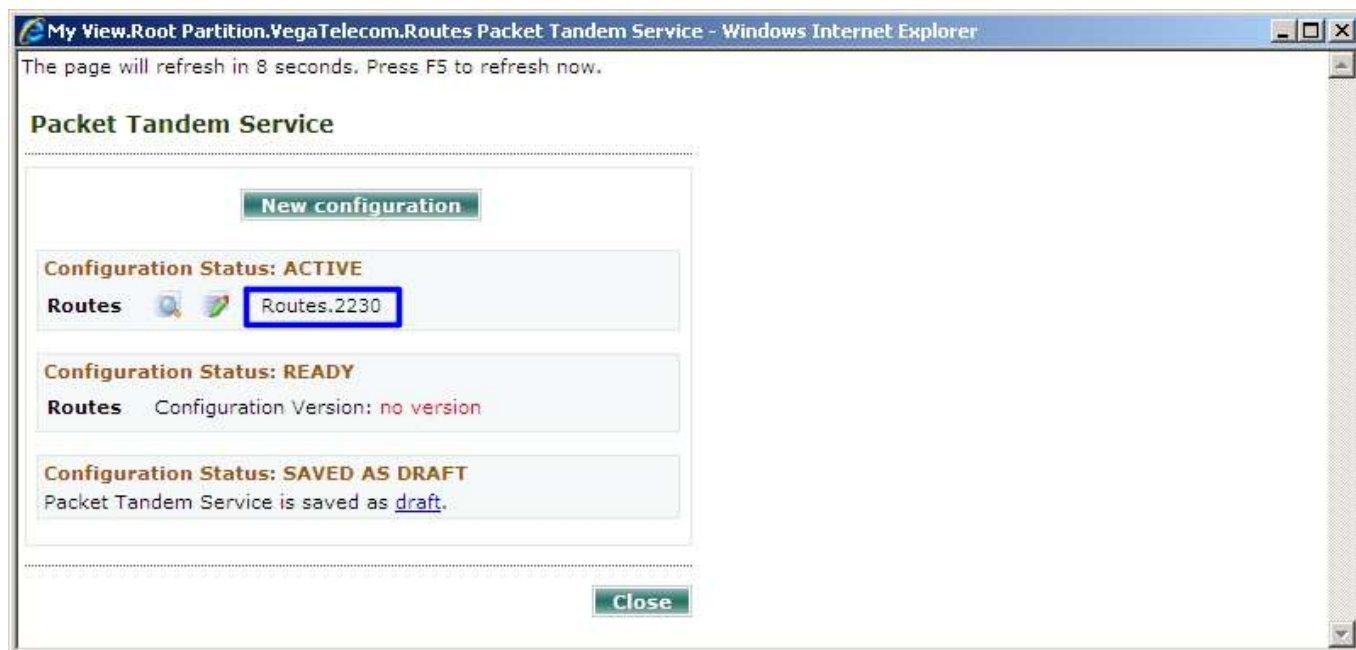 My View.Root Partition.VegaTelecom.Routes Packet Tandem Service - Windows Internet Explorer
The page will refresh in 8 seconds. Press F5 to refresh now.
Packet Tandem Service
New configuration
Configuration Status: ACTIVE
Routes Routes.2230
Configuration Status: READY
Routes Configuration Version: no version
Configuration Status: SAVED AS DRAFT
Packet Tandem Service is saved as draft.
Close